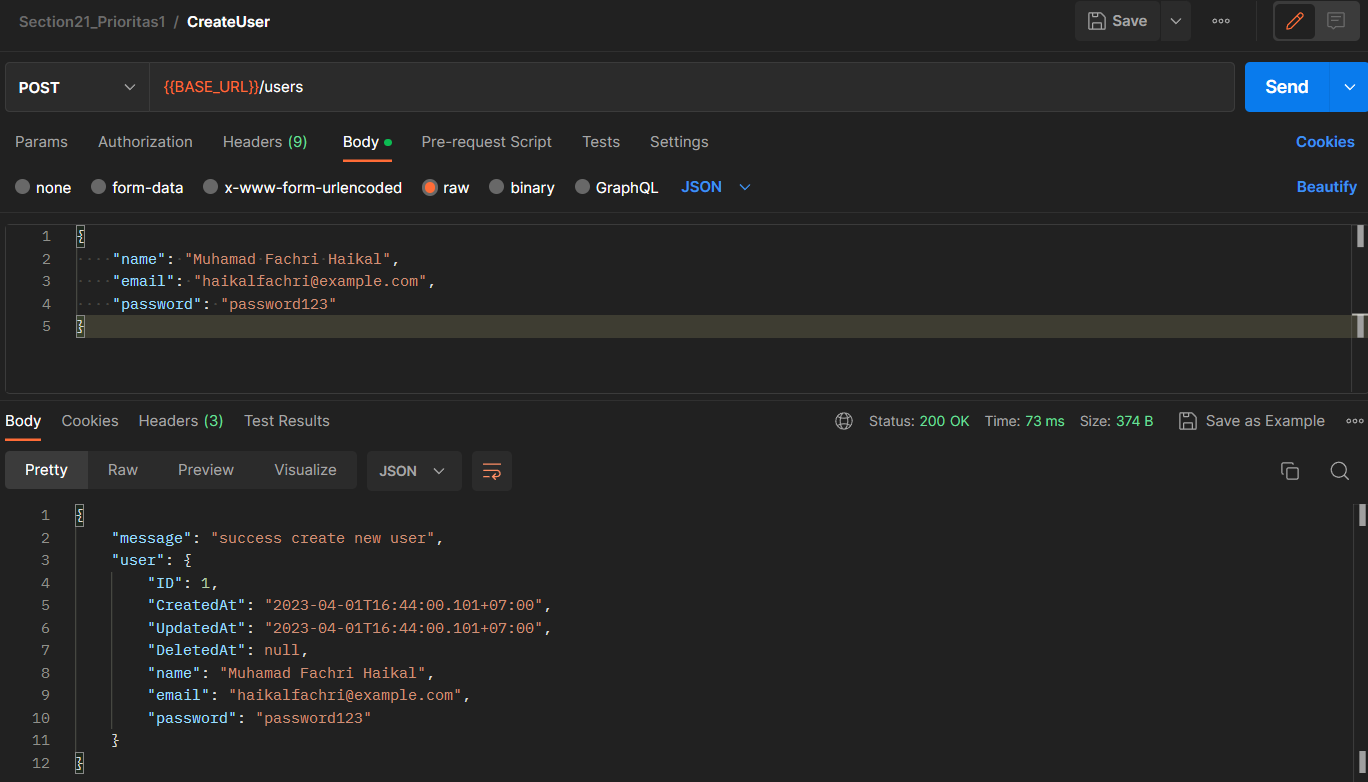 Section21_Prioritas1 / CreateUser Save
POST {{BASE_URL}}/users Send
Params Authorization Headers (9) Body Pre-request Script Tests Settings Cookies
none form-data x-www-form-urlencoded raw binary GraphQL JSON Beautify
1 {
2 "name": "Muhamad Fachri Haikal",
3 "email": "haikalfachri@example.com",
4 "password": "password123"
5 }
Body Cookies Headers (3) Test Results Status: 200 OK Time: 73 ms Size: 374 B Save as Example
Pretty Raw Preview Visualize JSON
1 {
2 "message": "success create new user",
3 "user": {
4 "ID": 1,
5 "CreatedAt": "2023-04-01T16:44:00.101+07:00",
6 "UpdatedAt": "2023-04-01T16:44:00.101+07:00",
7 "DeletedAt": null,
8 "name": "Muhamad Fachri Haikal",
9 "email": "haikalfachri@example.com",
10 "password": "password123"
11 }
12 }